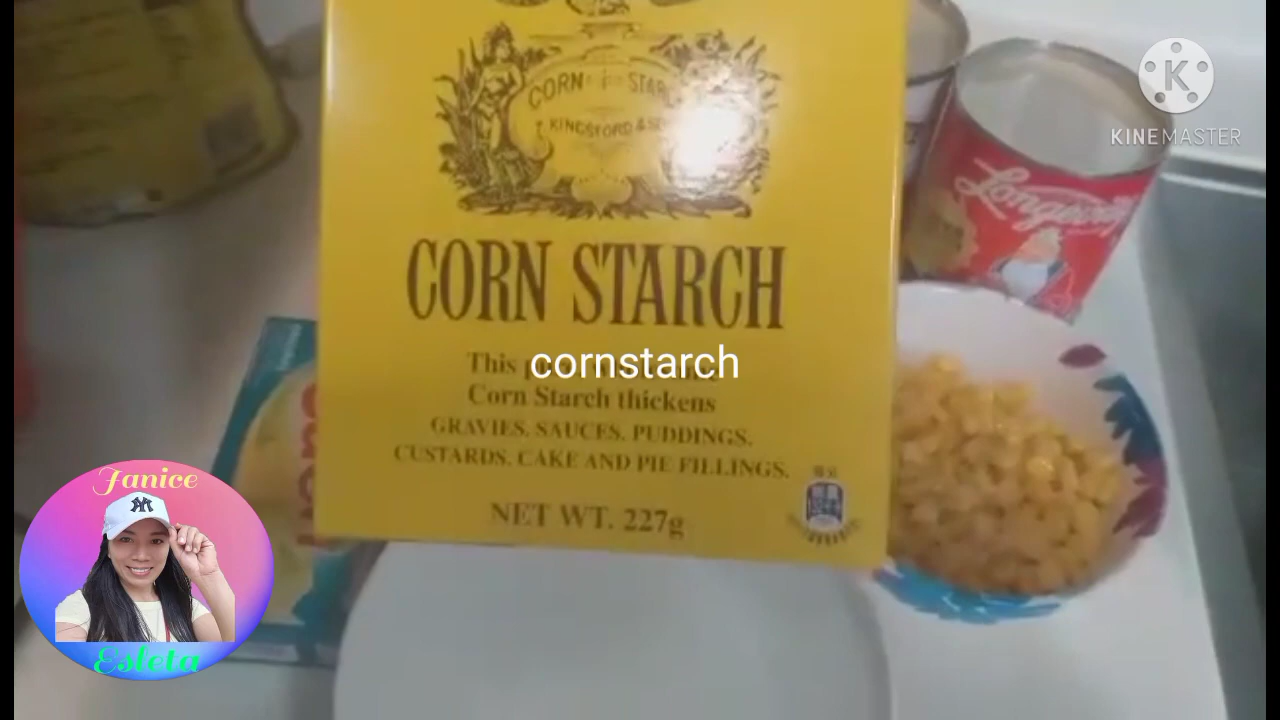 CORN STARCH
T. KINGSFORD &
CORN STARCH
This
Corn Starch thickens
GRAVIES, SAUCES, PUDDINGS,
CUSTARDS, CAKE AND PIE FILLINGS.
NET WT. 227g
cornstarch
Longevity
KINEMASTER
Janice
Esleta